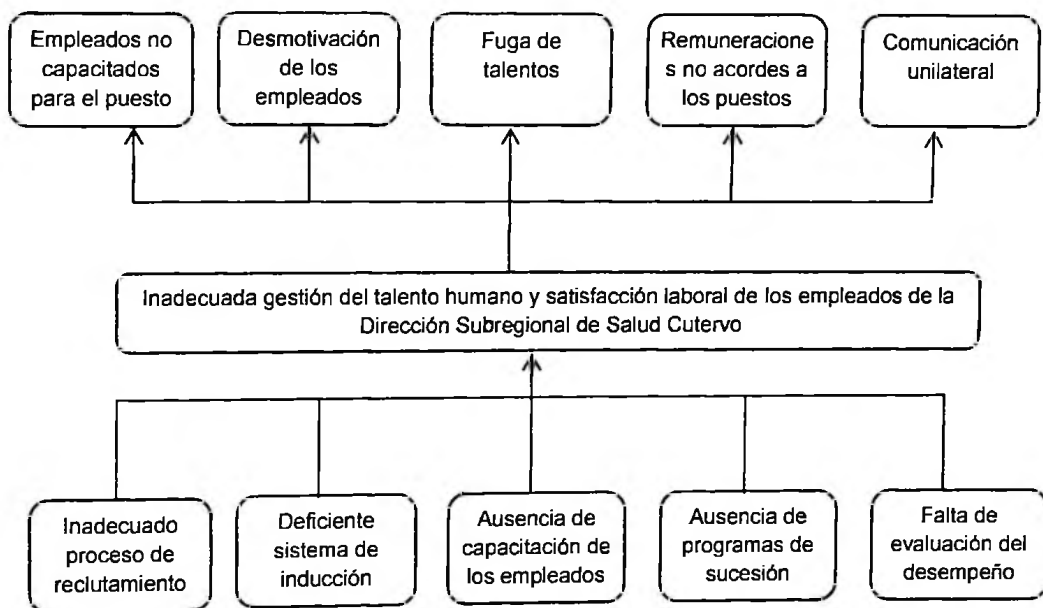 Empleados no
capacitados
para el puesto
Desmotivación
de los
empleados
Fuga de
talentos
Remuneracione
s no acordes a
los puestos
Comunicación
unilateral
Inadecuada gestión del talento humano y satisfacción laboral de los empleados de la
Dirección Subregional de Salud Cutervo
Inadecuado
proceso de
reclutamiento
Deficiente
sistema de
inducción
Ausencia de
capacitación de
los empleados
Ausencia de
programas de
sucesión
Falta de
evaluación del
desempeño